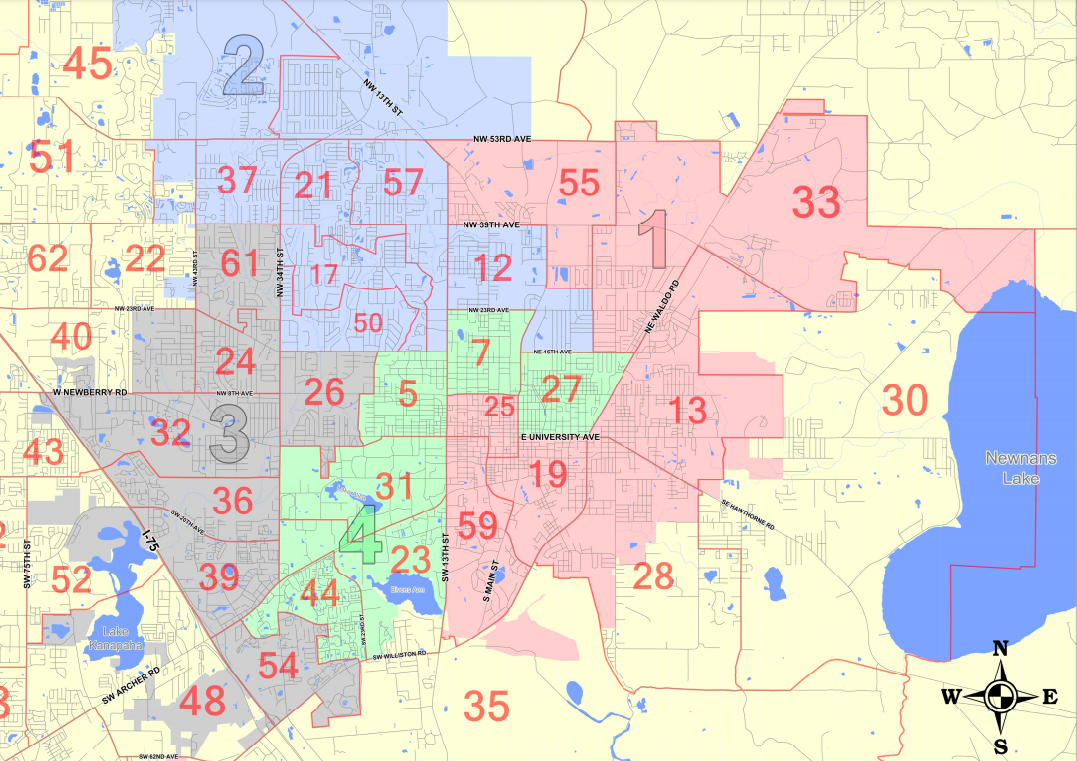 45
2
NW 13TH ST
NW 53RD AVE
51
37
21
57
55
33
1
NW 39TH AVE
62
22
NW 43RD ST
61
NW 34TH ST
17
12
NE WALDO RD
NW 23RD AVE
NW 23RD AVE
50
40
24
7
NE 16TH AVE
W NEWBERRY RD
NW 8TH AVE
26
5
25
27
13
30
E UNIVERSITY AVE
32
3
43
Newnans
Lake
36
31
19
SW 20TH AVE
4
59
SE HAWTHORNE RD
I-75
SW 75TH ST
52
39
44
23
Bivens Arm
SW 13TH ST
S MAIN ST
28
Lake
Kanapaha
SW 23RD ST
SW WILLISTON RD
54
SW ARCHER RD
48
35
N
W
E
S
SW 62ND AVE